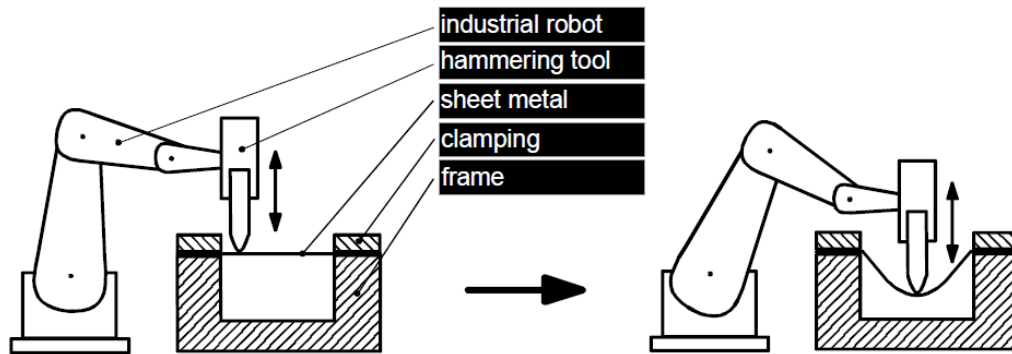 industrial robot
hammering tool
sheet metal
clamping
frame